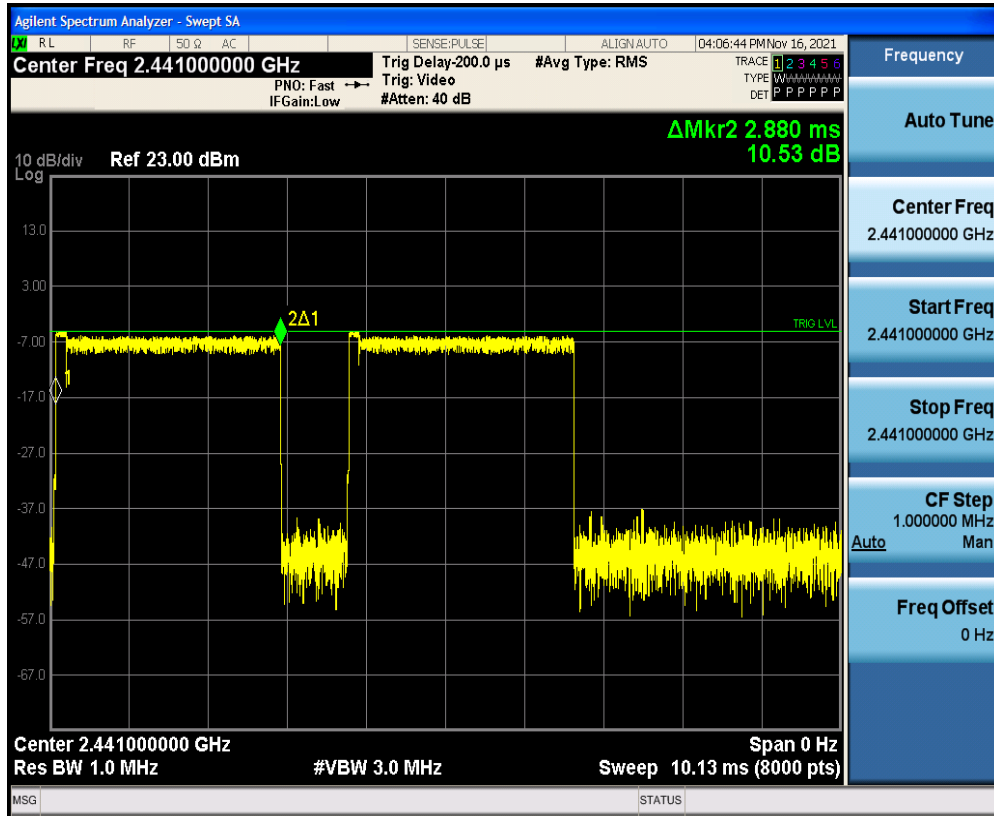 Agilent Spectrum Analyzer - Swept SA
LXI RL RF 50 Ω AC SENSE:PULSE ALIGN AUTO 04:06:44 PM Nov 16, 2021
Center Freq 2.441000000 GHz
PNO: Fast
IFGain:Low
Trig Delay-200.0 µs
Trig: Video
#Atten: 40 dB
#Avg Type: RMS
TRACE 1 2 3 4 5 6
TYPE WWWWWW
DET P P P P P P
ΔMkr2 2.880 ms
10.53 dB
10 dB/div Ref 23.00 dBm
Log
13.0
3.00
-7.00
-17.0
-27.0
-37.0
-47.0
-57.0
-67.0
2Δ1
TRIG LVL
Center 2.441000000 GHz Span 0 Hz
Res BW 1.0 MHz #VBW 3.0 MHz Sweep 10.13 ms (8000 pts)
MSG STATUS
Frequency
Auto Tune
Center Freq
2.441000000 GHz
Start Freq
2.441000000 GHz
Stop Freq
2.441000000 GHz
CF Step
1.000000 MHz
Auto Man
Freq Offset
0 Hz